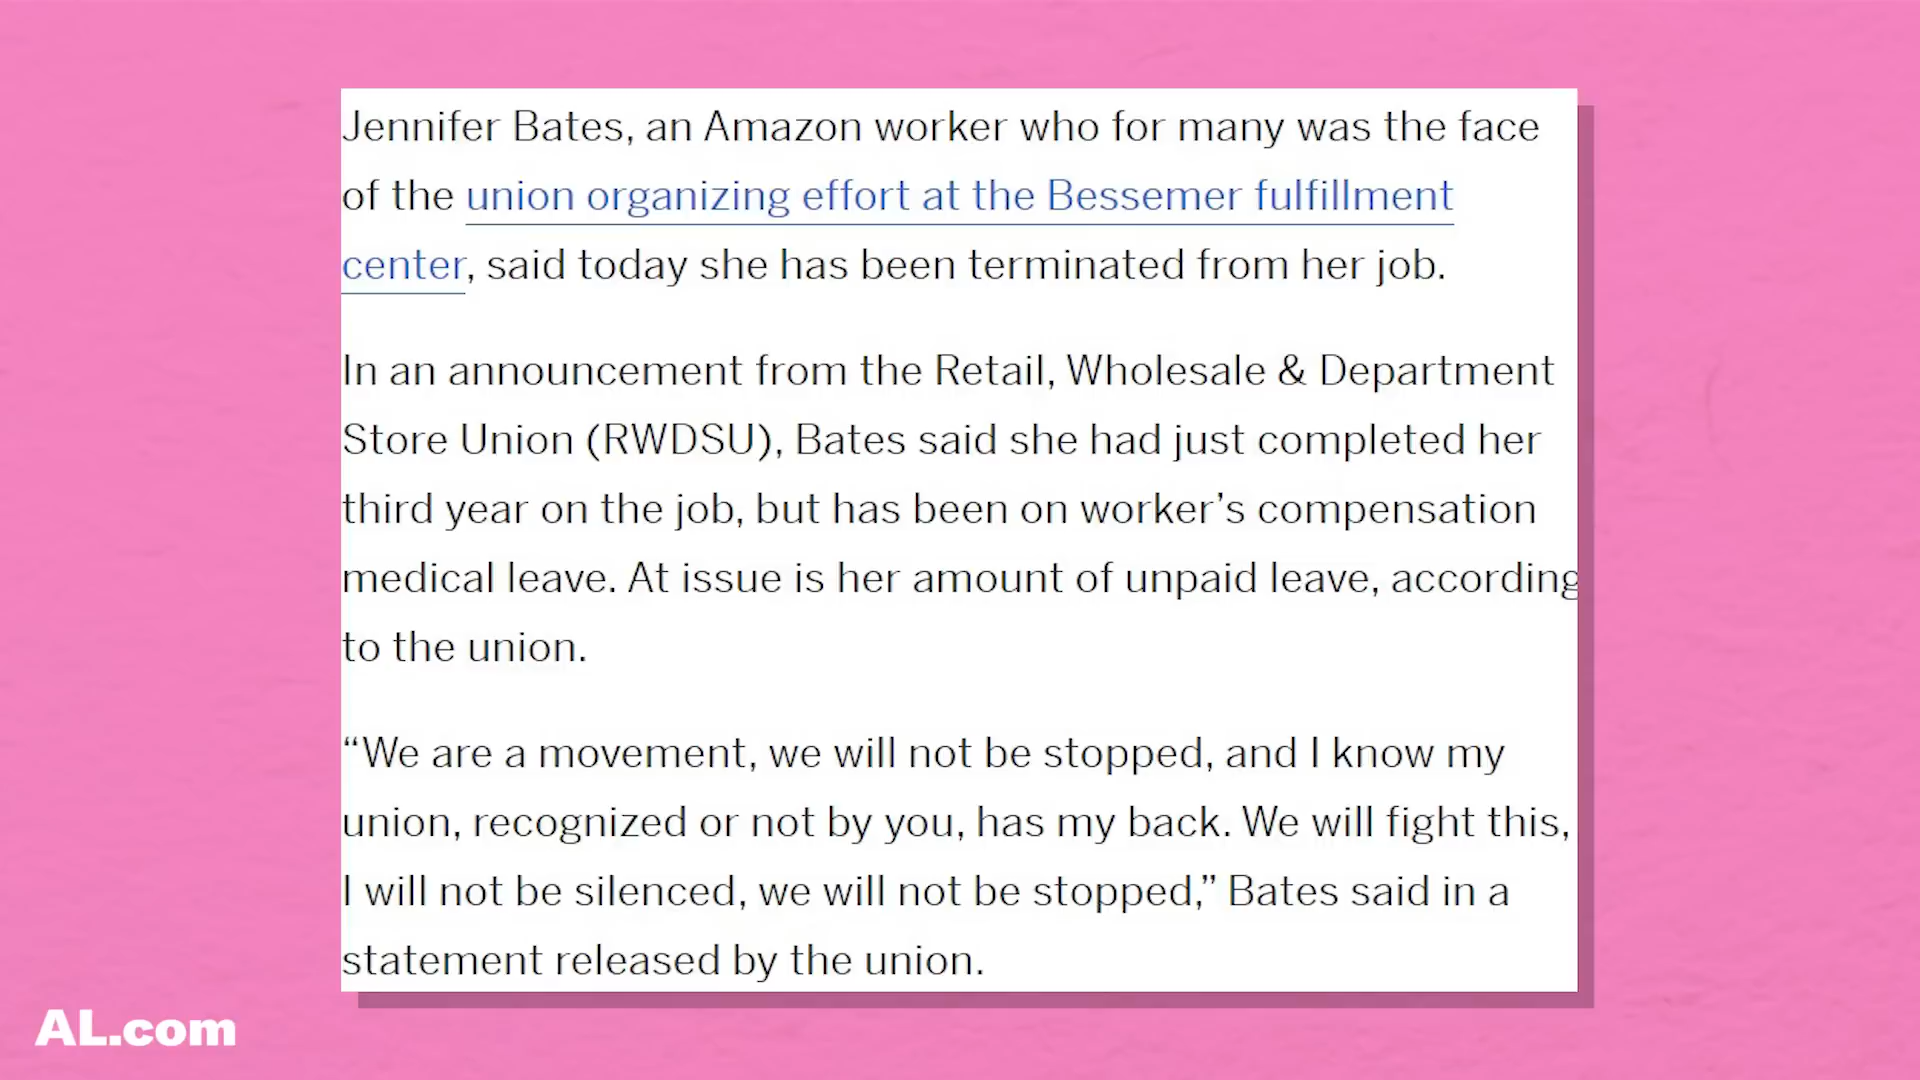 Jennifer Bates, an Amazon worker who for many was the face
of the union organizing effort at the Bessemer fulfillment
center, said today she has been terminated from her job.
In an announcement from the Retail, Wholesale & Department
Store Union (RWDSU), Bates said she had just completed her
third year on the job, but has been on worker’s compensation
medical leave. At issue is her amount of unpaid leave, according
to the union.
“We are a movement, we will not be stopped, and I know my
union, recognized or not by you, has my back. We will fight this,
I will not be silenced, we will not be stopped,” Bates said in a
statement released by the union.
AL.com